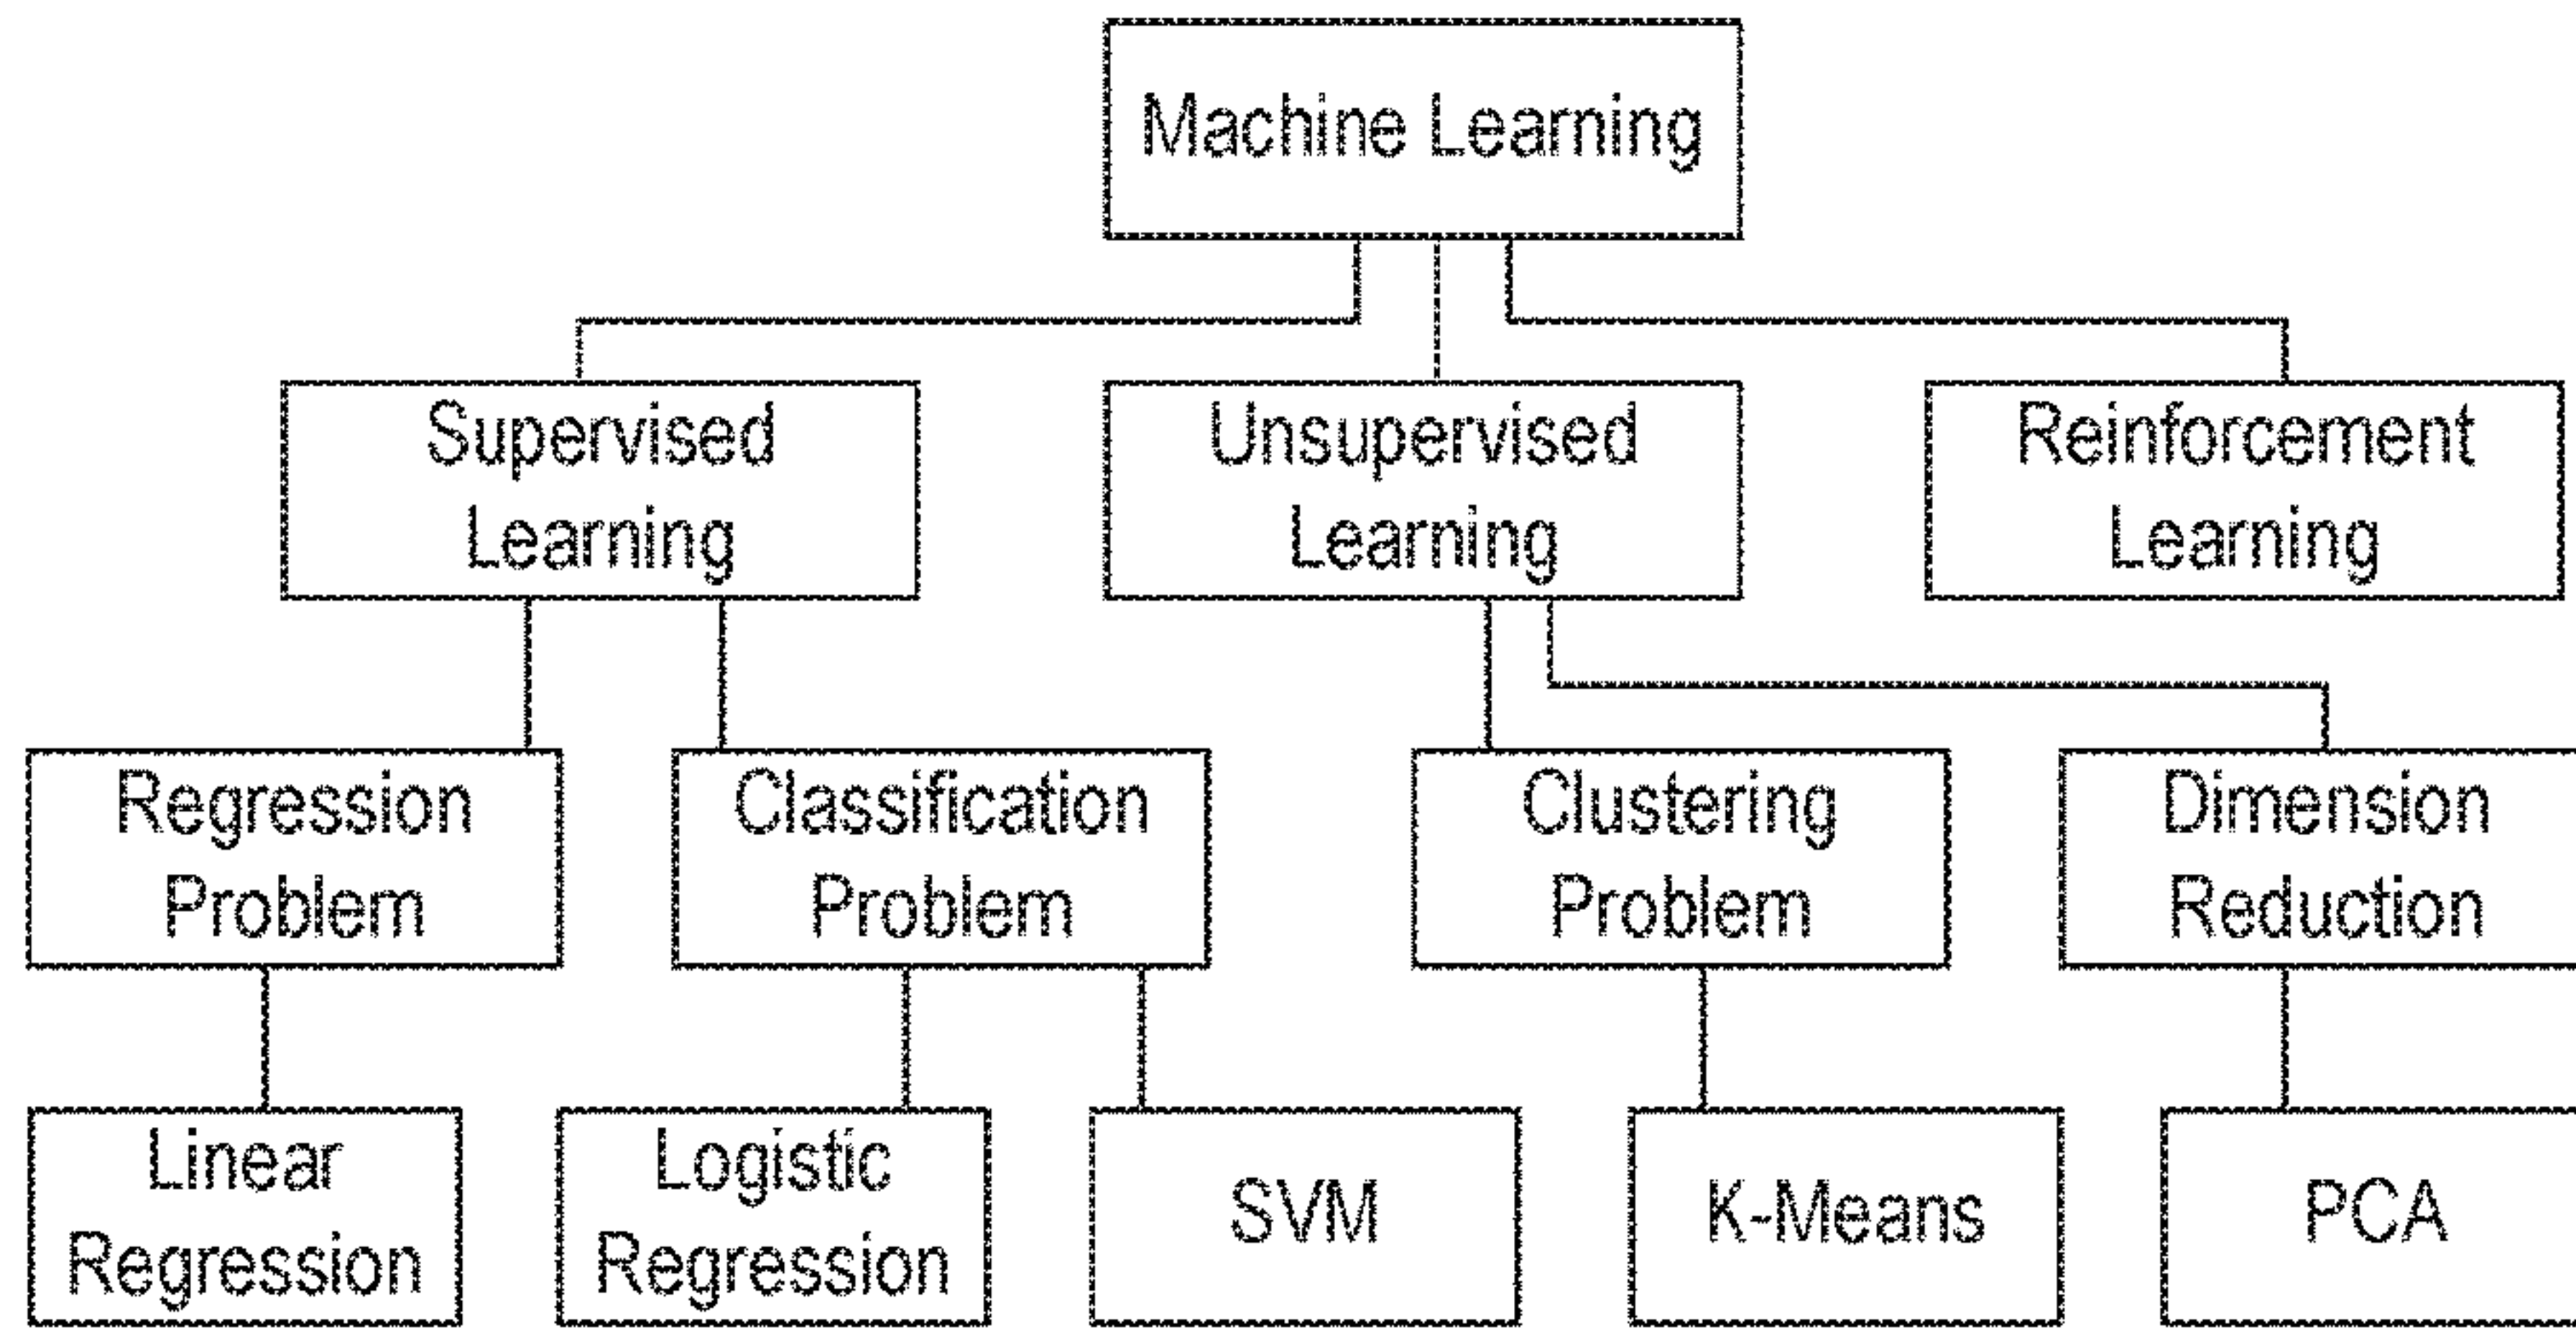 Machine Learning
Supervised
Learning
Unsupervised
Learning
Reinforcement
Learning
Regression
Problem
Classification
Problem
Clustering
Problem
Dimension
Reduction
Linear
Regression
Logistic
Regression
SVM
K-Means
PCA